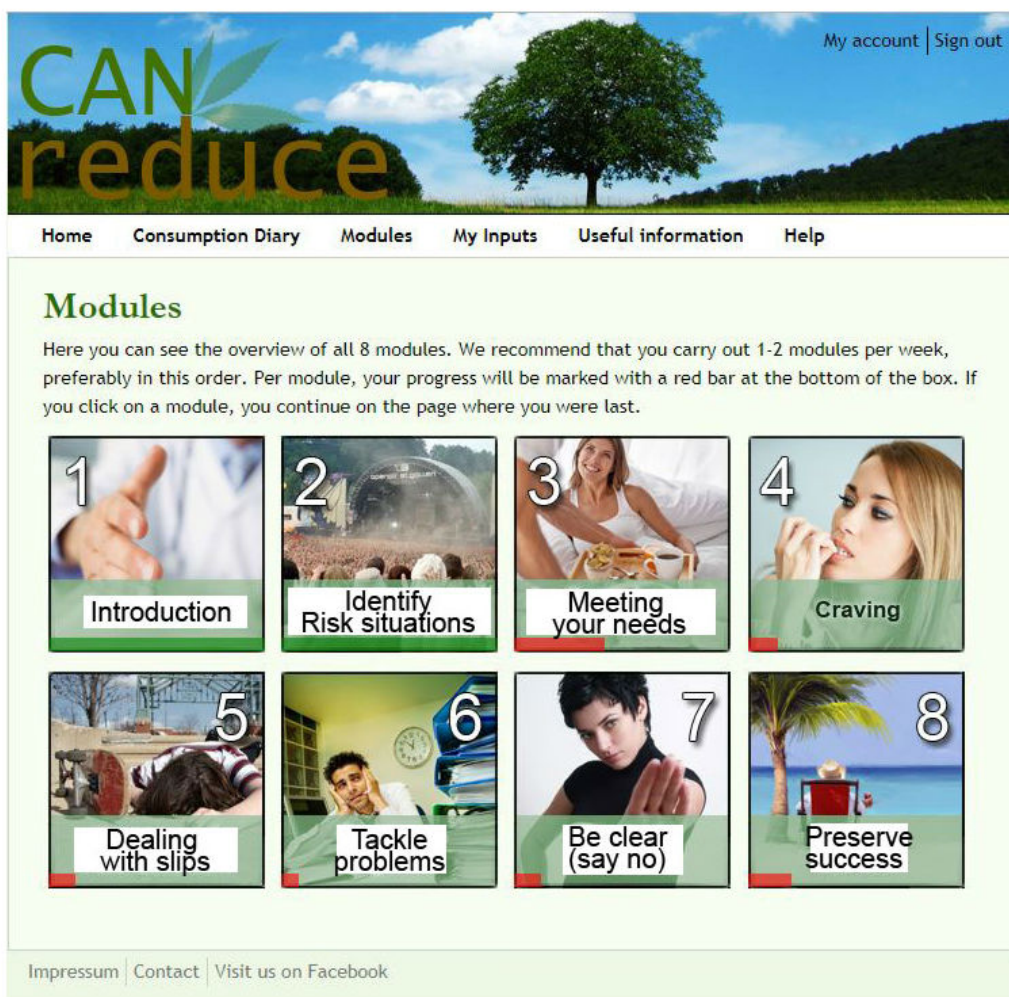 My account Sign out
CAN
reduce
Home Consumption Diary Modules My Inputs Useful information Help
Modules
Here you can see the overview of all 8 modules. We recommend that you carry out 1-2 modules per week,
preferably in this order. Per module, your progress will be marked with a red bar at the bottom of the box. If
you click on a module, you continue on the page where you were last.
1
Introduction
2
Identify
Risk situations
3
Meeting
your needs
4
Craving
5
Dealing
with slips
6
Tackle
problems
7
Be clear
(say no)
8
Preserve
success
Impressum Contact Visit us on Facebook